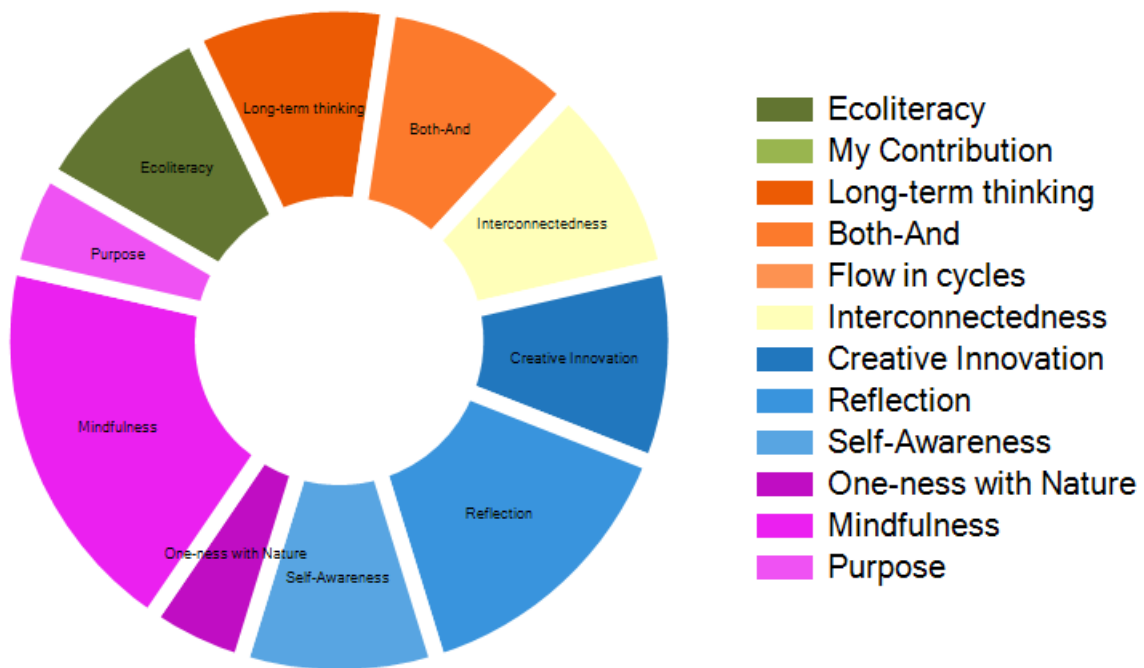 Long-term thinking
Both-And
Ecoliteracy
Interconnectedness
Purpose
Creative Innovation
Mindfulness
Reflection
One-ness with Nature
Self-Awareness
Ecoliteracy
My Contribution
Long-term thinking
Both-And
Flow in cycles
Interconnectedness
Creative Innovation
Reflection
Self-Awareness
One-ness with Nature
Mindfulness
Purpose